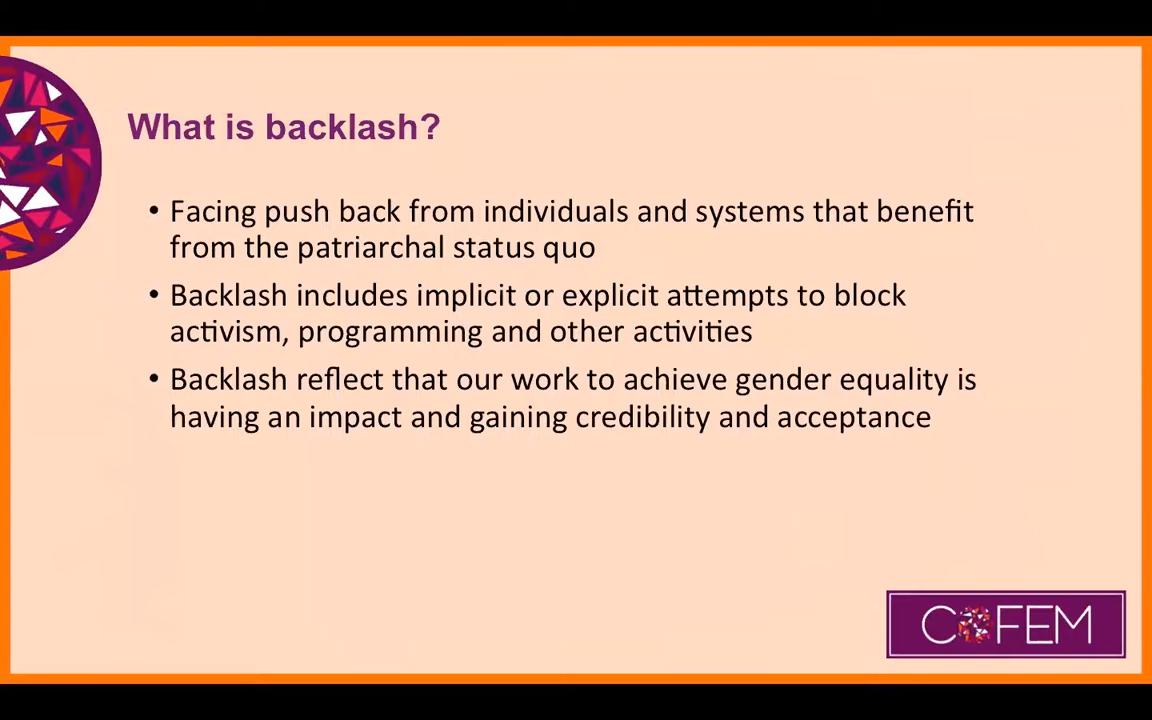 What is backlash?
• Facing push back from individuals and systems that benefit
from the patriarchal status quo
• Backlash includes implicit or explicit attempts to block
activism, programming and other activities
• Backlash reflect that our work to achieve gender equality is
having an impact and gaining credibility and acceptance
COFEM